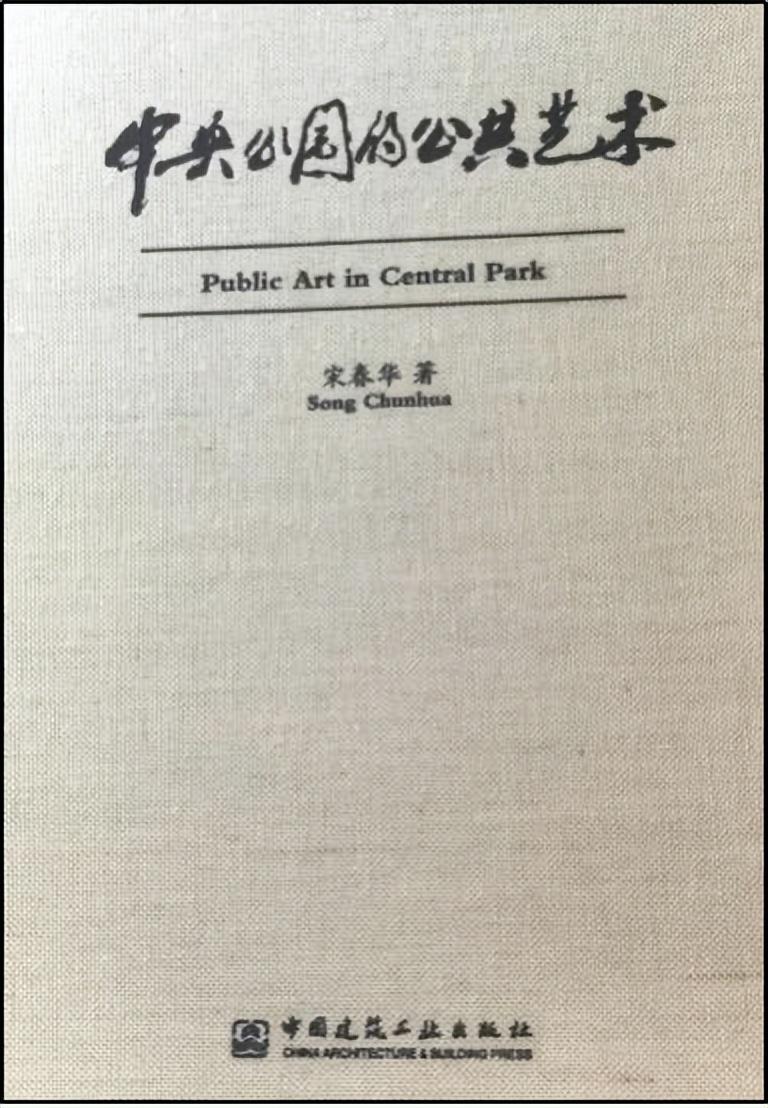 中央公园的公共艺术
Public Art in Central Park
宋春华 著
Song Chunhua
中国建筑工业出版社
CHINA ARCHITECTURE & BUILDING PRESS